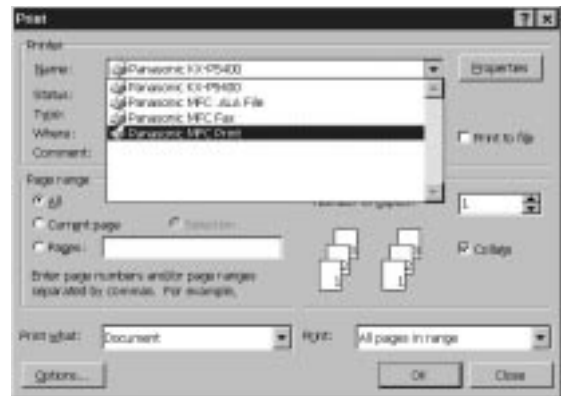 Print
Printer
Name: Panasonic KX-P5400
Properties
Status: Panasonic KX-P5400
Type: Panasonic MFC .ALA File
Panasonic MFC Fax
Where: Panasonic MFC Print
Print to file
Comment:
Page range
All
1
Current page Selection
Pages:
Collate
Enter page numbers and/or page ranges
separated by commas. For example,
Print what: Document
Print: All pages in range
Options...
OK
Close